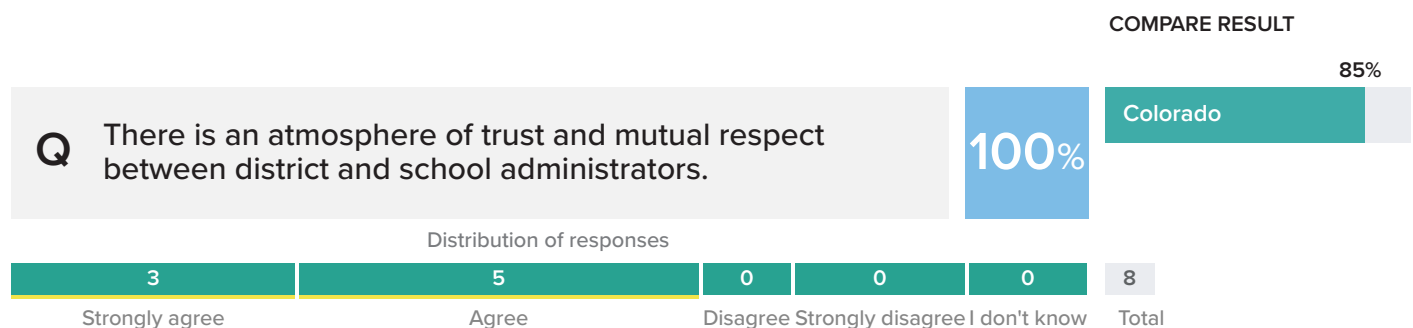 COMPARE RESULT
85%
Q There is an atmosphere of trust and mutual respect
between district and school administrators.
100%
Colorado
Distribution of responses
3 5 0 0 0 8
Strongly agree Agree Disagree Strongly disagree I don't know Total